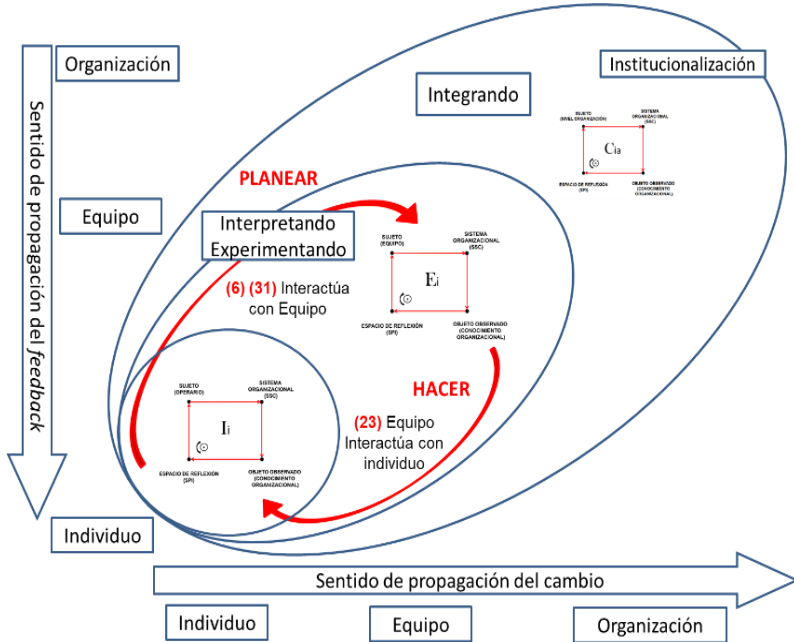 Organización
Institucionalización
Integrando
SUJETO
(NIVEL ORGANIZACIÓN)
SISTEMA
ORGANIZACIONAL
(SSC)
Cia
ESPACIO DE REFLEXIÓN
(SPI)
OBJETO OBSERVADO
(CONOCIMIENTO
ORGANIZACIONAL)
Sentido de propagación del feedback
PLANEAR
Equipo
Interpretando
Experimentando
SUJETO
(EQUIPO)
SISTEMA
ORGANIZACIONAL
(SSC)
Ei
ESPACIO DE REFLEXIÓN
(SPI)
OBJETO OBSERVADO
(CONOCIMIENTO
ORGANIZACIONAL)
(6) (31) Interactúa
con Equipo
HACER
SUJETO
(OPERARIO)
SISTEMA
ORGANIZACIONAL
(SSC)
Ii
ESPACIO DE REFLEXIÓN
(SPI)
OBJETO OBSERVADO
(CONOCIMIENTO
ORGANIZACIONAL)
(23) Equipo
Interactúa con
individuo
Individuo
Sentido de propagación del cambio
Individuo
Equipo
Organización